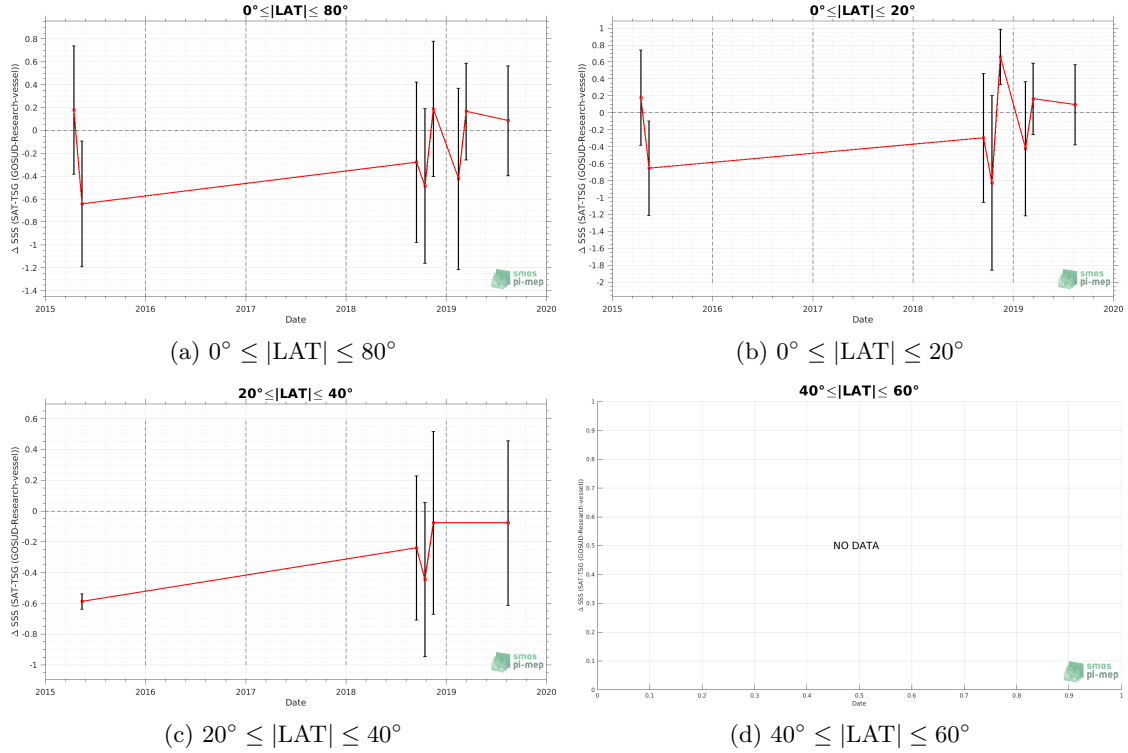 0°≤|LAT|≤ 80°
Δ SSS (SAT-TSG (GOSUD-Research-vessel))
0.8
0.6
0.4
0.2
0
-0.2
-0.4
-0.6
-0.8
-1
-1.2
-1.4
2015 2016 2017 2018 2019 2020
Date
smos
pi-mep
(a) 0° ≤ |LAT| ≤ 80°
0°≤|LAT|≤ 20°
Δ SSS (SAT-TSG (GOSUD-Research-vessel))
1
0.8
0.6
0.4
0.2
0
-0.2
-0.4
-0.6
-0.8
-1
-1.2
-1.4
-1.6
-1.8
-2
2015 2016 2017 2018 2019 2020
Date
smos
pi-mep
(b) 0° ≤ |LAT| ≤ 20°
20°≤|LAT|≤ 40°
Δ SSS (SAT-TSG (GOSUD-Research-vessel))
0.6
0.4
0.2
0
-0.2
-0.4
-0.6
-0.8
-1
2015 2016 2017 2018 2019 2020
Date
smos
pi-mep
(c) 20° ≤ |LAT| ≤ 40°
40°≤|LAT|≤ 60°
Δ SSS (SAT-TSG (GOSUD-Research-vessel))
1
0.9
0.8
0.7
0.6
0.5
0.4
0.3
0.2
0.1
0
NO DATA
0 0.1 0.2 0.3 0.4 0.5 0.6 0.7 0.8 0.9 1
Date
smos
pi-mep
(d) 40° ≤ |LAT| ≤ 60°